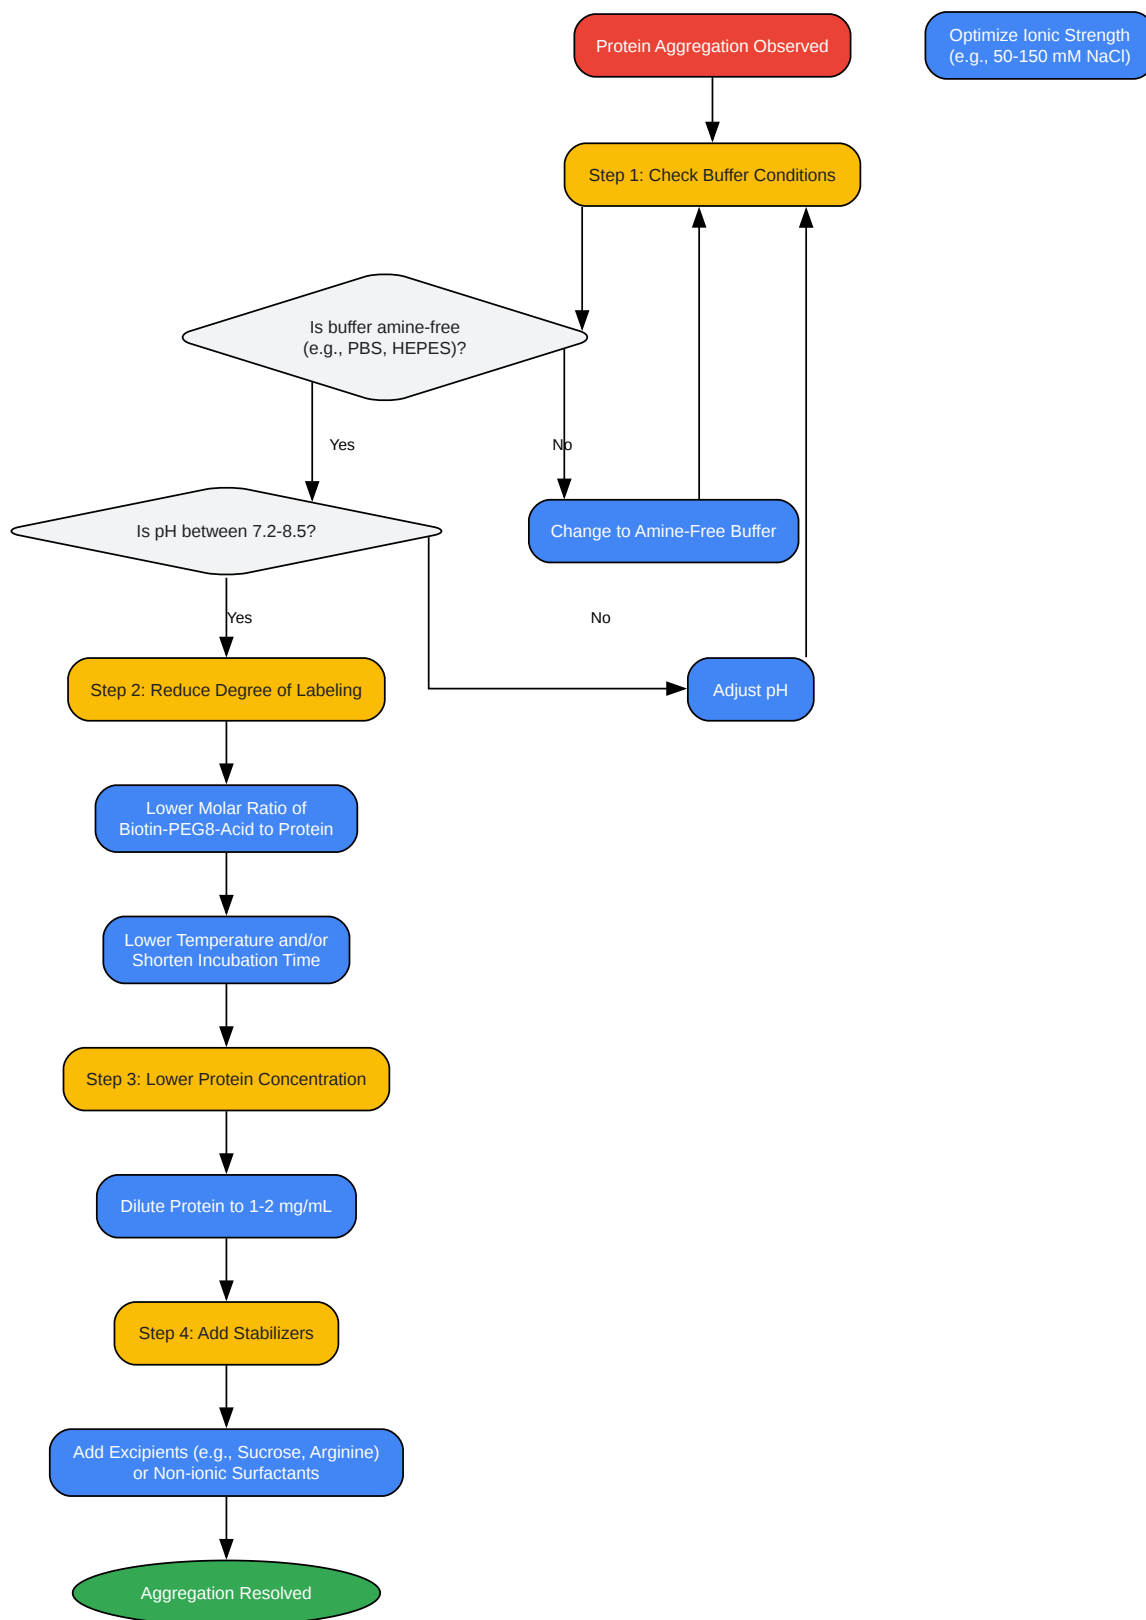 Protein Aggregation Observed
Optimize Ionic Strength
(e.g., 50-150 mM NaCl)
Step 1: Check Buffer Conditions
Is buffer amine-free
(e.g., PBS, HEPES)?
Yes
No
Is pH between 7.2-8.5?
Change to Amine-Free Buffer
Yes
No
Step 2: Reduce Degree of Labeling
Adjust pH
Lower Molar Ratio of
Biotin-PEG8-Acid to Protein
Lower Temperature and/or
Shorten Incubation Time
Step 3: Lower Protein Concentration
Dilute Protein to 1-2 mg/mL
Step 4: Add Stabilizers
Add Excipients (e.g., Sucrose, Arginine)
or Non-ionic Surfactants
Aggregation Resolved